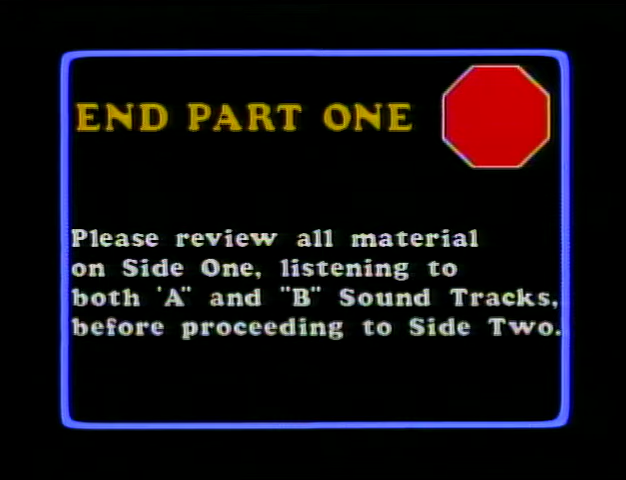 END PART ONE
Please review all material
on Side One, listening to
both 'A" and "B" Sound Tracks,
before proceeding to Side Two.